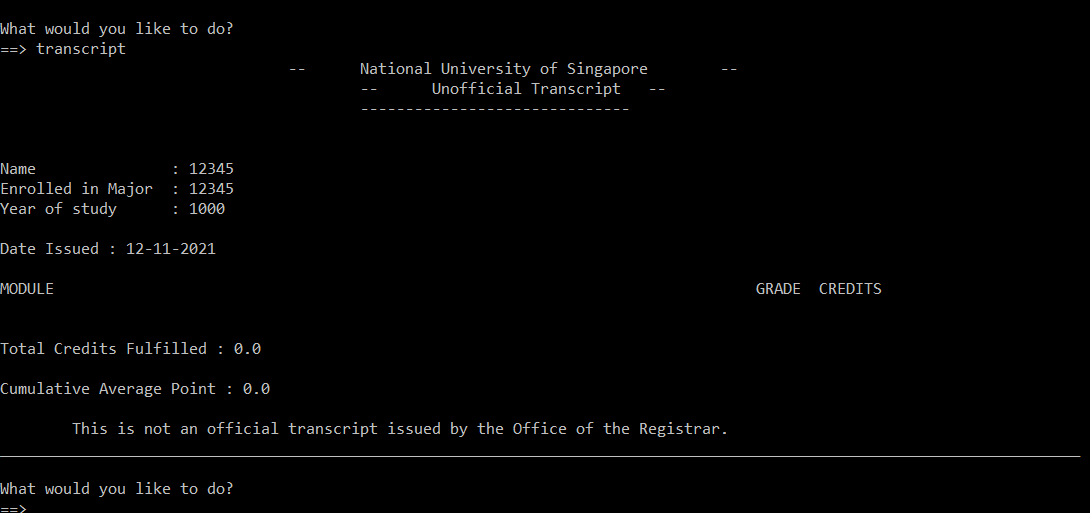 What would you like to do?
==> transcript
-- National University of Singapore --
-- Unofficial Transcript --
------------------------------
Name : 12345
Enrolled in Major : 12345
Year of study : 1000
Date Issued : 12-11-2021
MODULE GRADE CREDITS
Total Credits Fulfilled : 0.0
Cumulative Average Point : 0.0
This is not an official transcript issued by the Office of the Registrar.
________________________________________________________________________________________________________________________
What would you like to do?
==>